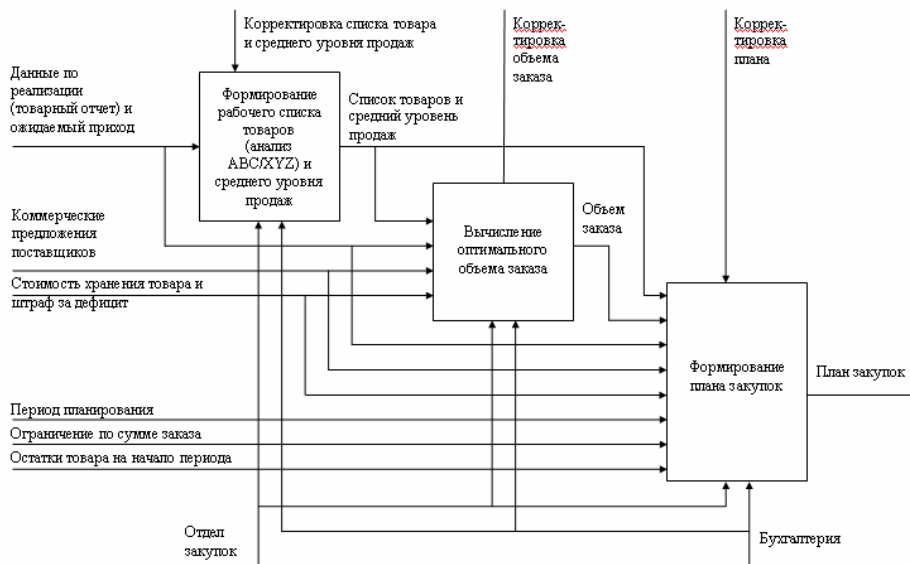 Корректировка списка товара
и среднего уровня продаж
Коррек-
тировка
объема
заказа
Коррек-
тировка
плана
Данные по
реализации
(товарный отчет) и
ожидаемый приход
Формирование
рабочего списка
товаров
(анализ
ABC/XYZ) и
среднего уровня
продаж
Список товаров и
средний уровень
продаж
Коммерческие
предложения
поставщиков
Вычисление
оптимального
объема заказа
Объем
заказа
Стоимость хранения товара и
штраф за дефицит
Формирование
плана закупок
План закупок
Период планирования
Ограничение по сумме заказа
Остатки товара на начало периода
Отдел
закупок
Бухгалтерия